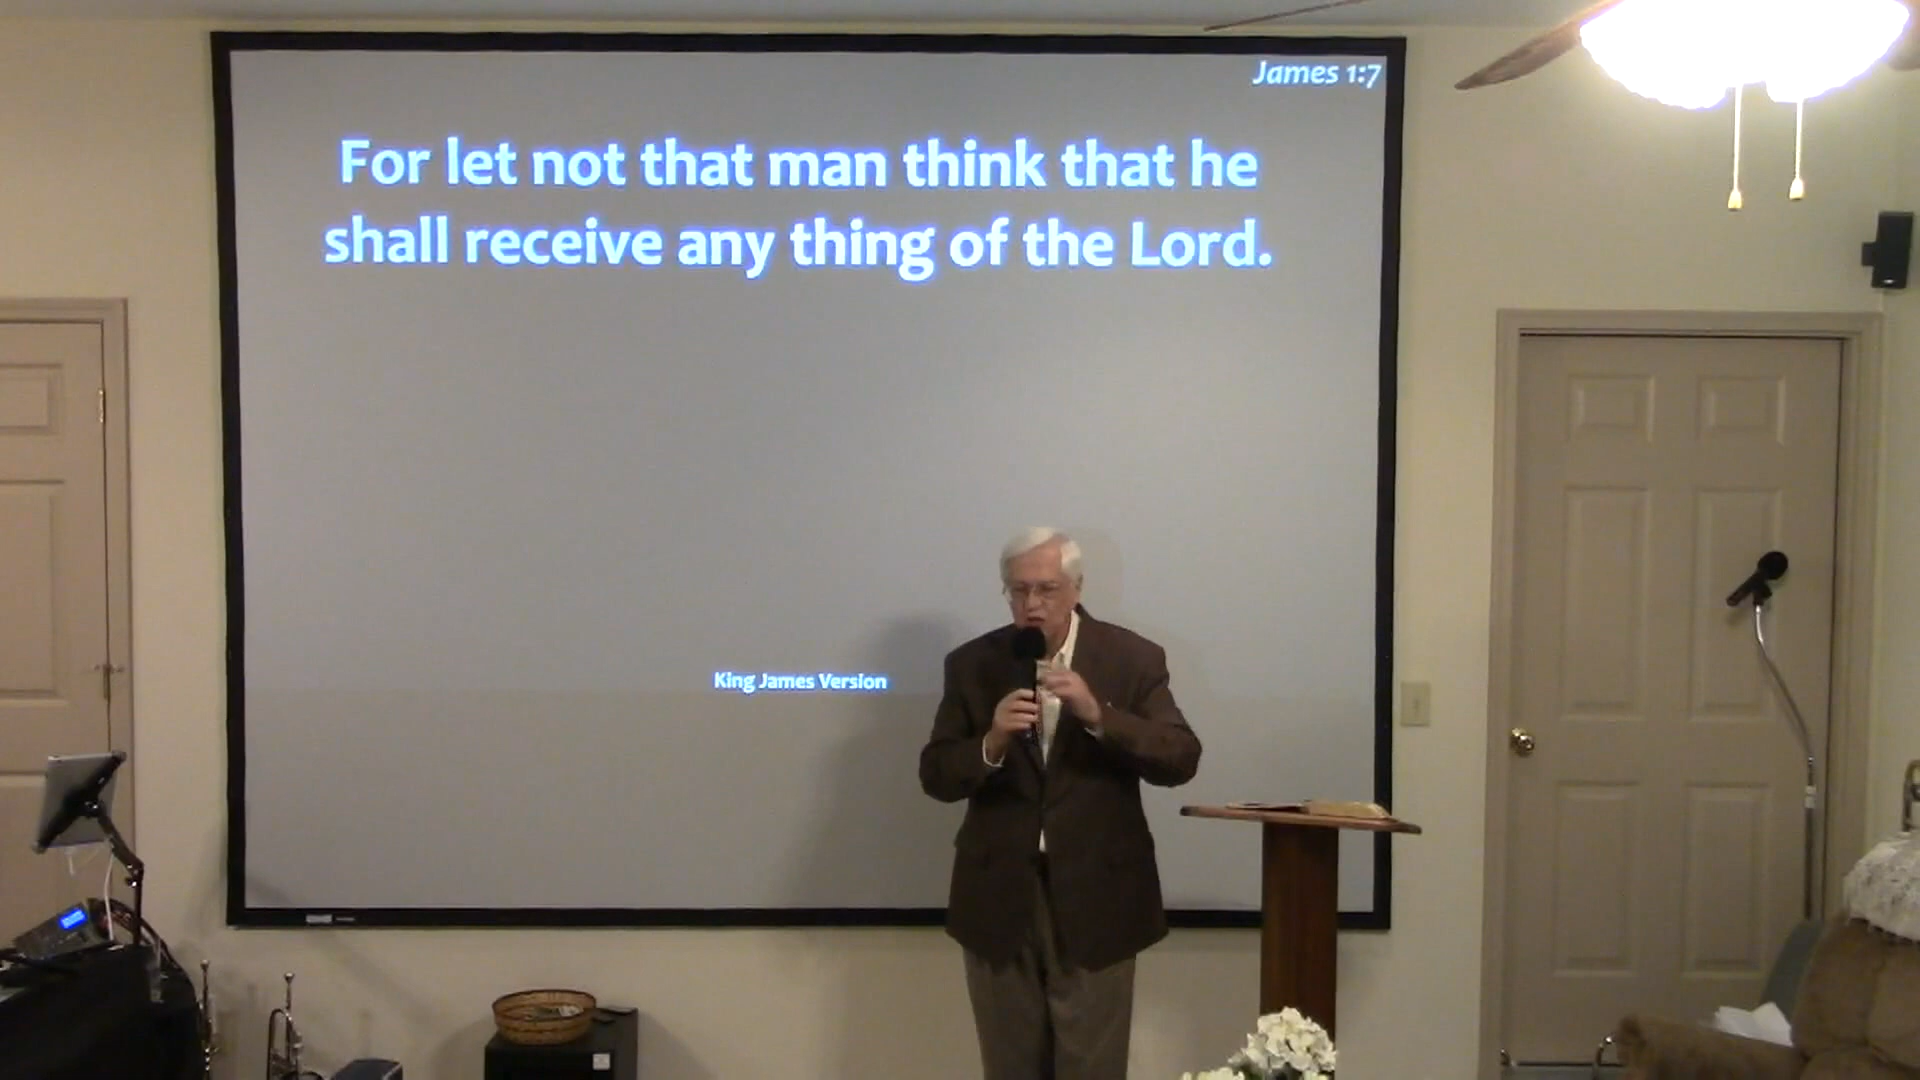 James 1:7
For let not that man think that he
shall receive any thing of the Lord.
King James Version